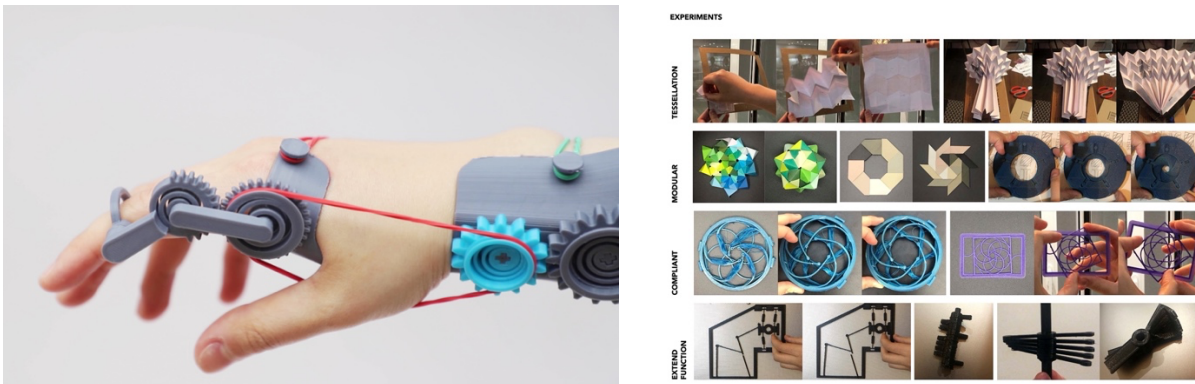 EXPERIMENTS
TESSELLATION
MODULAR
COMPLIANT
EXTEND
FUNCTION